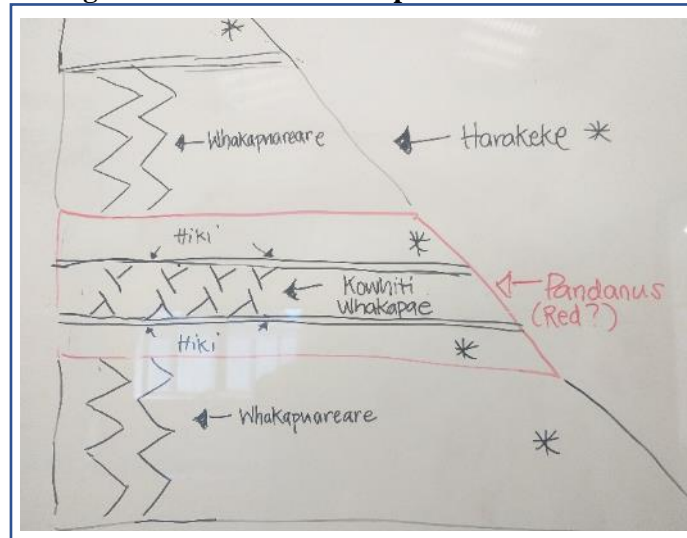 Whakapuareare
Harakeke *
Hiki
Kowhiti
Whakapae
Pandanus
(Red?)
Hiki
Whakapuareare